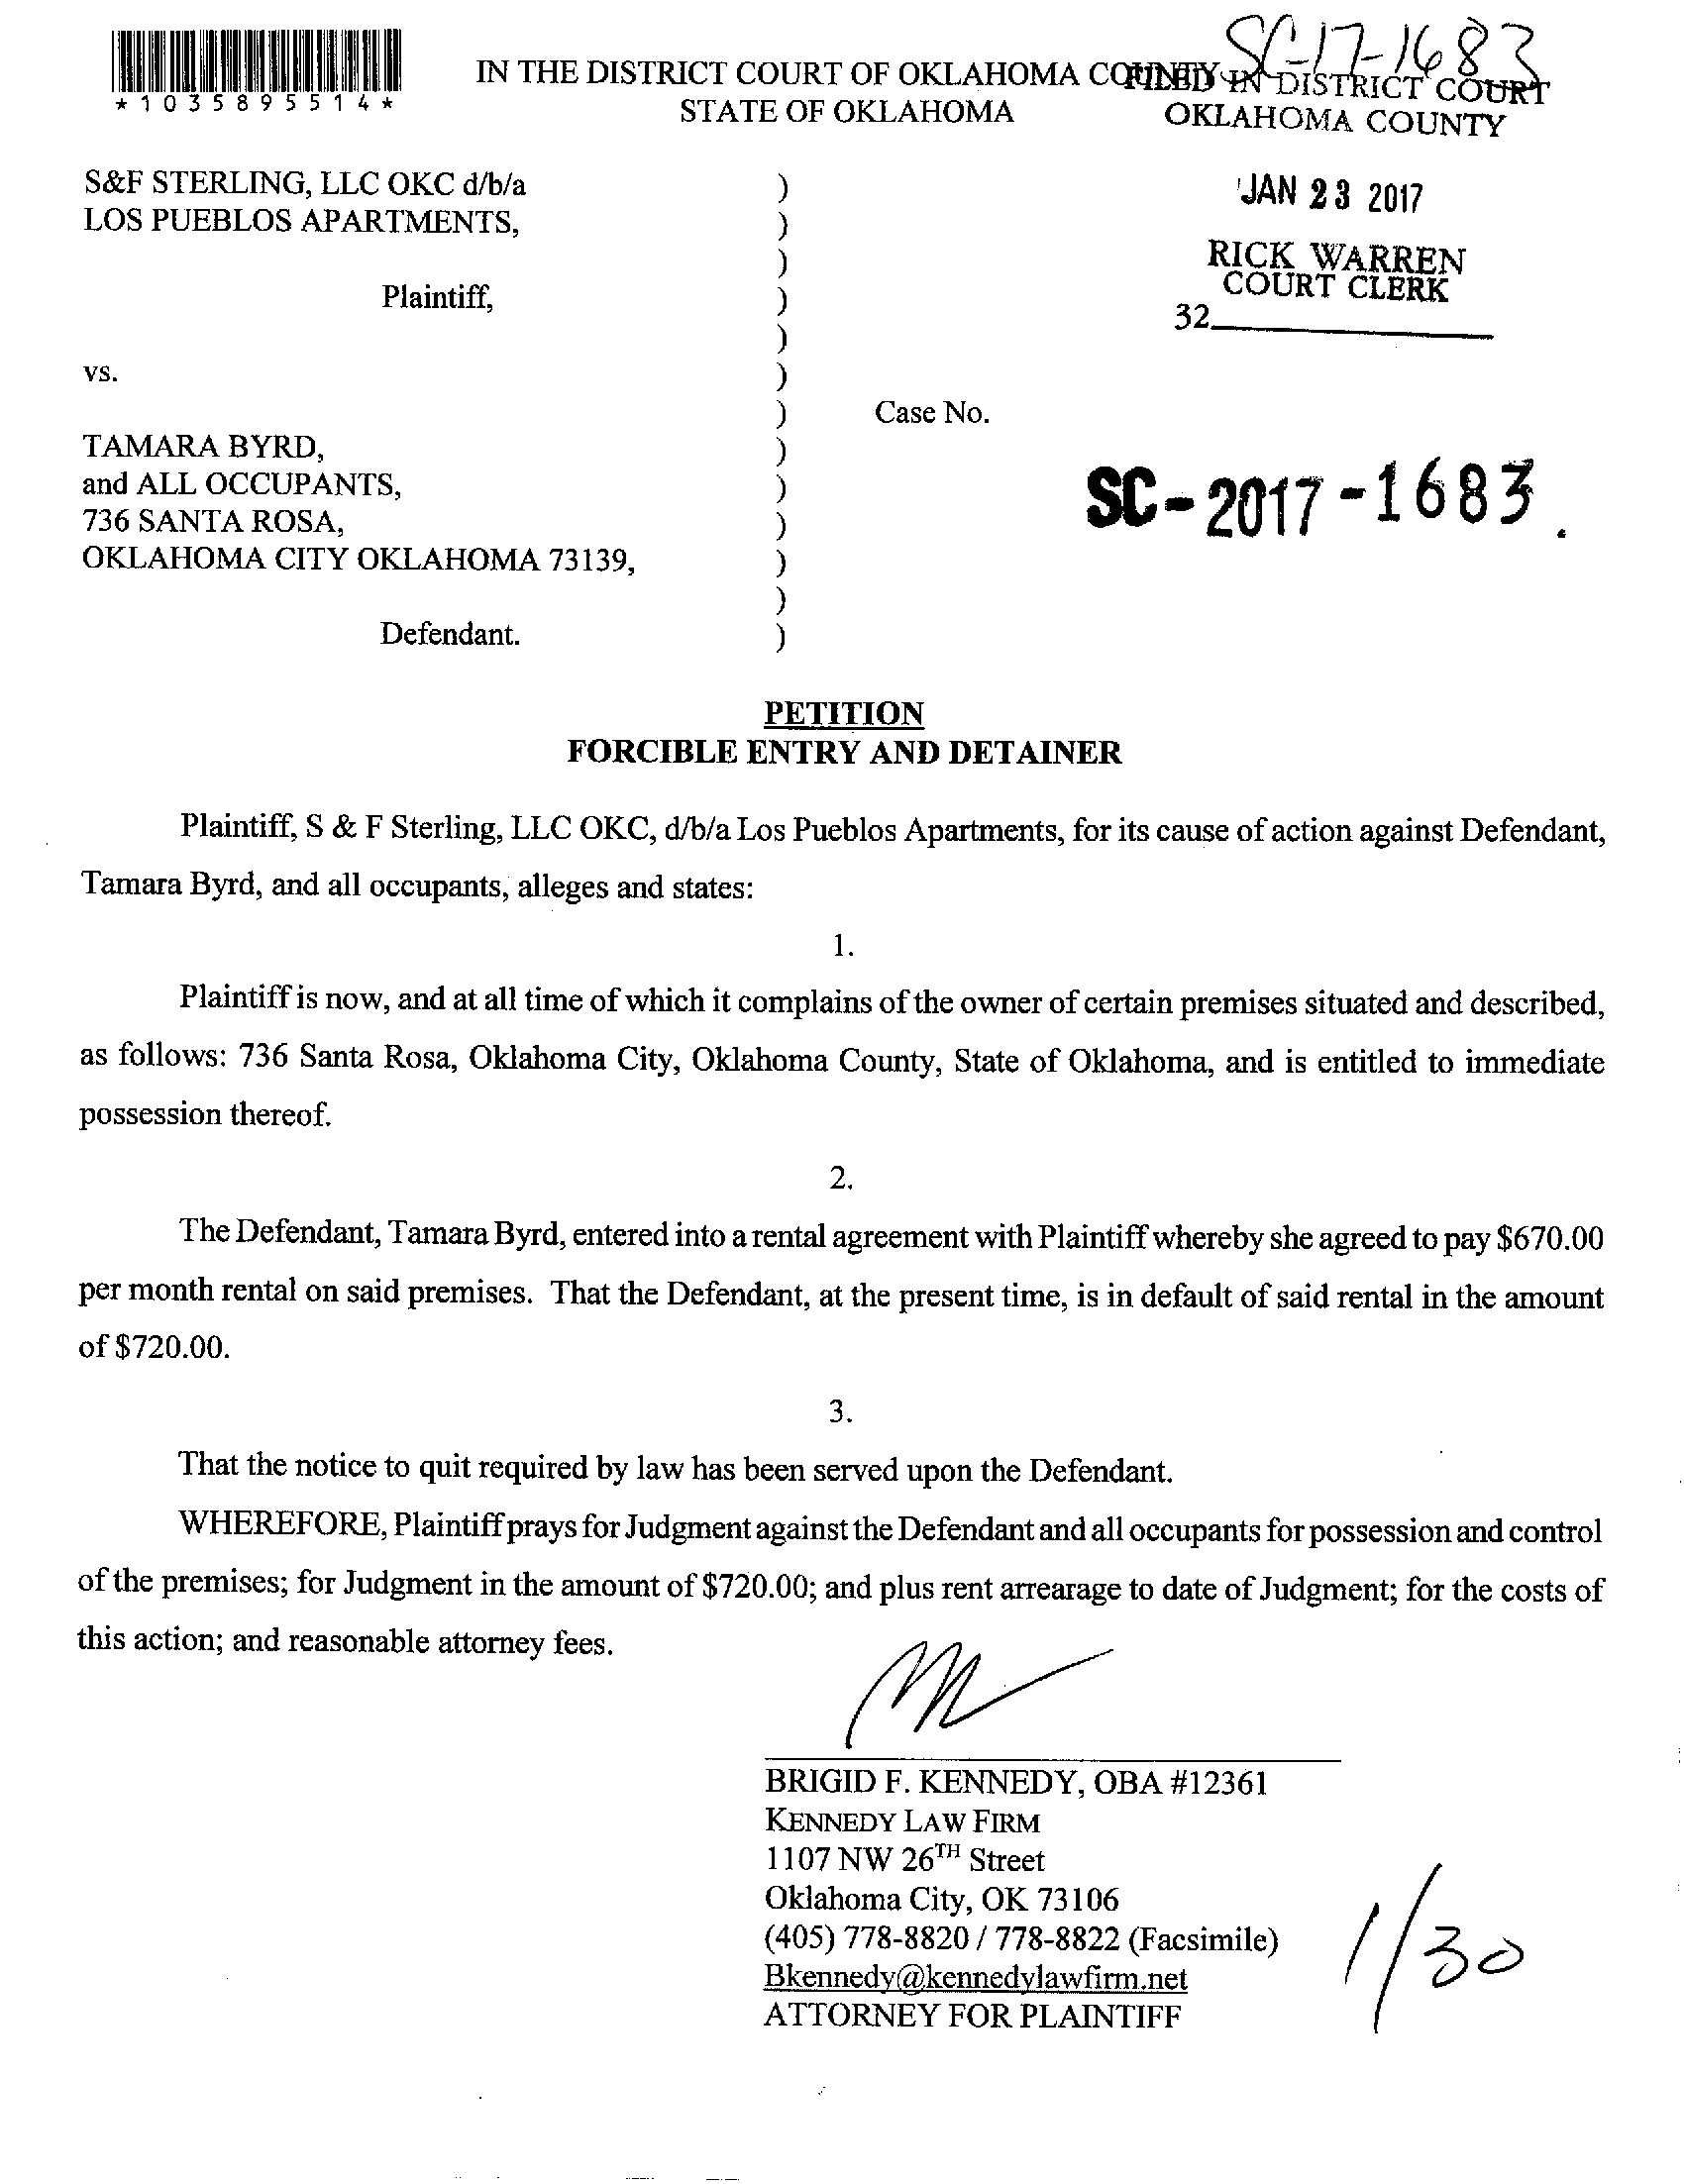 SC-17-1683
*1035895514*
IN THE DISTRICT COURT OF OKLAHOMA COUNTY
STATE OF OKLAHOMA
FILED IN DISTRICT COURT
OKLAHOMA COUNTY
JAN 23 2017
RICK WARREN
COURT CLERK
32
S&F STERLING, LLC OKC d/b/a )
LOS PUEBLOS APARTMENTS, )
)
Plaintiff, )
)
vs. )
) Case No.
TAMARA BYRD, )
and ALL OCCUPANTS, )
736 SANTA ROSA, )
OKLAHOMA CITY OKLAHOMA 73139, )
)
Defendant. )
SC-2017-1683.
PETITION
FORCIBLE ENTRY AND DETAINER
Plaintiff, S & F Sterling, LLC OKC, d/b/a Los Pueblos Apartments, for its cause of action against Defendant,
Tamara Byrd, and all occupants, alleges and states:
1.
Plaintiff is now, and at all time of which it complains of the owner of certain premises situated and described,
as follows: 736 Santa Rosa, Oklahoma City, Oklahoma County, State of Oklahoma, and is entitled to immediate
possession thereof.
2.
The Defendant, Tamara Byrd, entered into a rental agreement with Plaintiff whereby she agreed to pay $670.00
per month rental on said premises. That the Defendant, at the present time, is in default of said rental in the amount
of $720.00.
3.
That the notice to quit required by law has been served upon the Defendant.
WHEREFORE, Plaintiff prays for Judgment against the Defendant and all occupants for possession and control
of the premises; for Judgment in the amount of $720.00; and plus rent arrearage to date of Judgment; for the costs of
this action; and reasonable attorney fees.
BRIGID F. KENNEDY, OBA #12361
KENNEDY LAW FIRM
1107 NW 26TH Street
Oklahoma City, OK 73106
(405) 778-8820 / 778-8822 (Facsimile)
Bkennedy@kennedylawfirm.net
ATTORNEY FOR PLAINTIFF
1/30